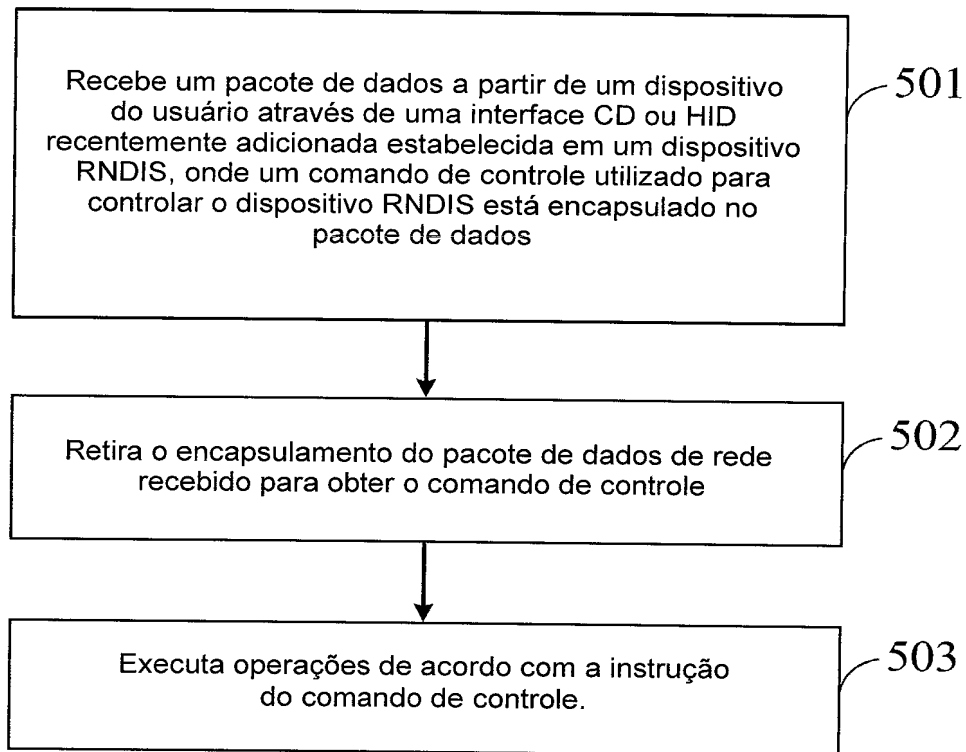 Recebe um pacote de dados a partir de um dispositivo
do usuário através de uma interface CD ou HID
recentemente adicionada estabelecida em um dispositivo
RNDIS, onde um comando de controle utilizado para
controlar o dispositivo RNDIS está encapsulado no
pacote de dados
501
Retira o encapsulamento do pacote de dados de rede
recebido para obter o comando de controle
502
Executa operações de acordo com a instrução
do comando de controle.
503